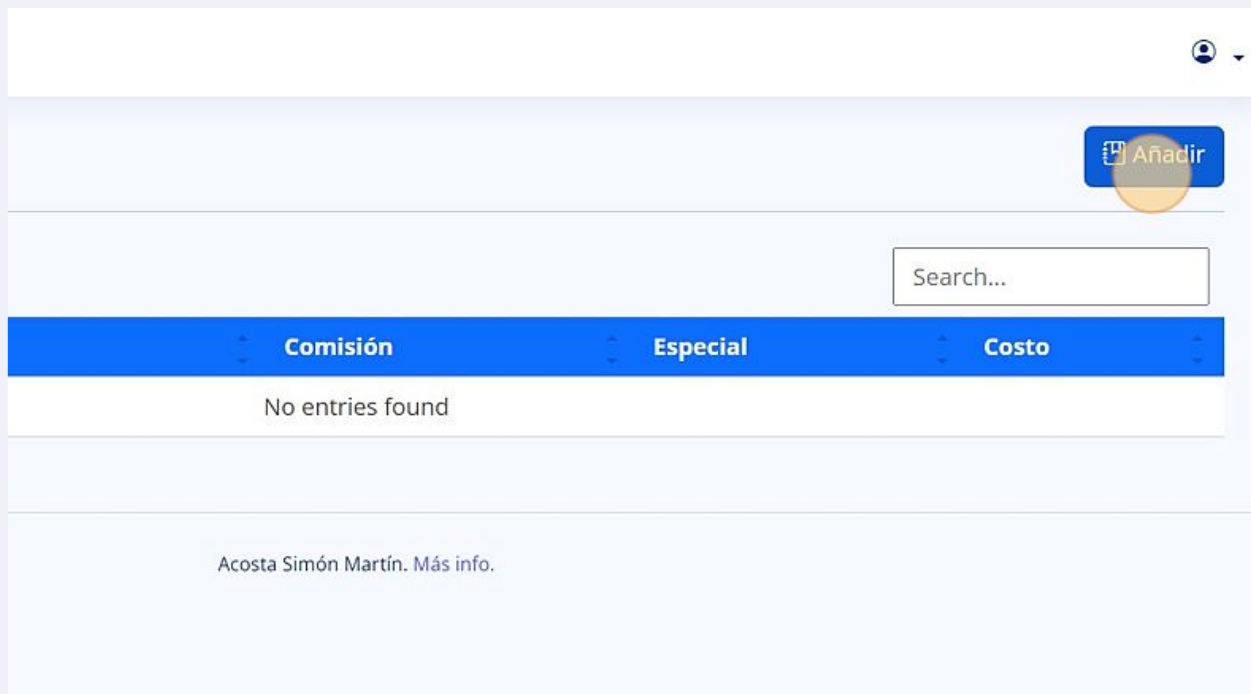 Añadir
Search...
Comisión Especial Costo
No entries found
Acosta Simón Martín. Más info.